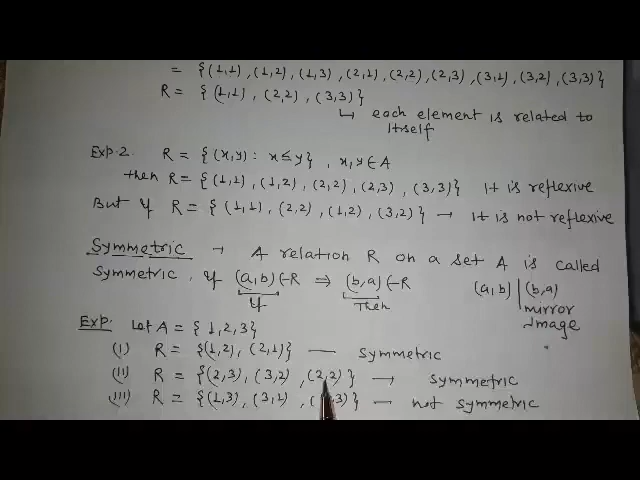 = {(1,1), (1,2), (1,3), (2,1), (2,2), (2,3), (3,1), (3,2), (3,3)}
R = {(1,1), (2,2), (3,3)}
↳ each element is related to
itself
Exp.2. R = {(x,y) : x ≤ y}, x,y ∈ A
then R = {(1,1), (1,2), (2,2), (2,3), (3,3)} It is reflexive
But if R = {(1,1), (2,2), (1,2), (3,2)} → it is not reflexive
Symmetric → A relation R on a set A is called
Symmetric, if (a,b) ∈ R ⇒ (b,a) ∈ R (a,b) | (b,a)
if Then mirror
image
Exp: Let A = {1,2,3}
(i) R = {(1,2), (2,1)} — Symmetric
(ii) R = {(2,3), (3,2), (2,2)} → symmetric
(iii) R = {(1,3), (3,1), ( 3)} — not symmetric